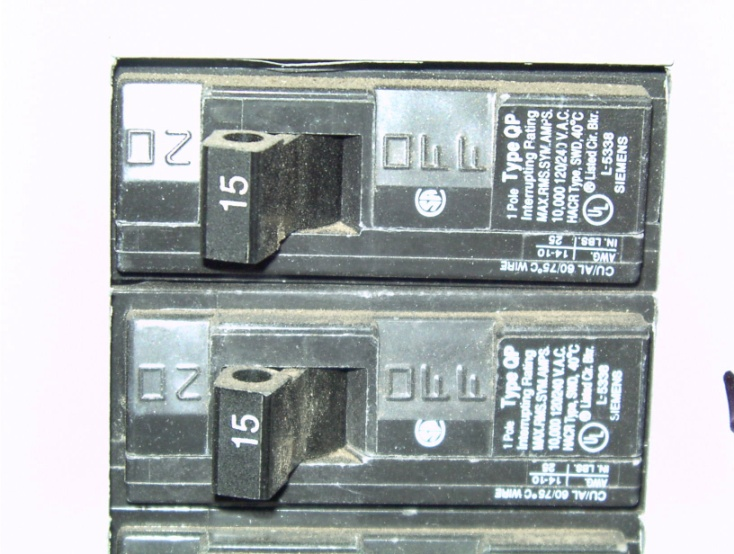 ON
15
OFF
1 Pole Type QP
Interrupting Rating
MAX.RMS.SYM.AMPS.
10,000 120/240 V.A.C.
HACR Type, SWD, 40°C
UL ® Listed Cir. Bkr.
L-5338
SIEMENS
CU/AL 60/75°C WIRE
AWG. IN. LBS.
14-10 25
ON
15
OFF
1 Pole Type QP
Interrupting Rating
MAX.RMS.SYM.AMPS.
10,000 120/240 V.A.C.
HACR Type, SWD, 40°C
UL ® Listed Cir. Bkr.
L-5338
SIEMENS
CU/AL 60/75°C WIRE
AWG. IN. LBS.
14-10 25